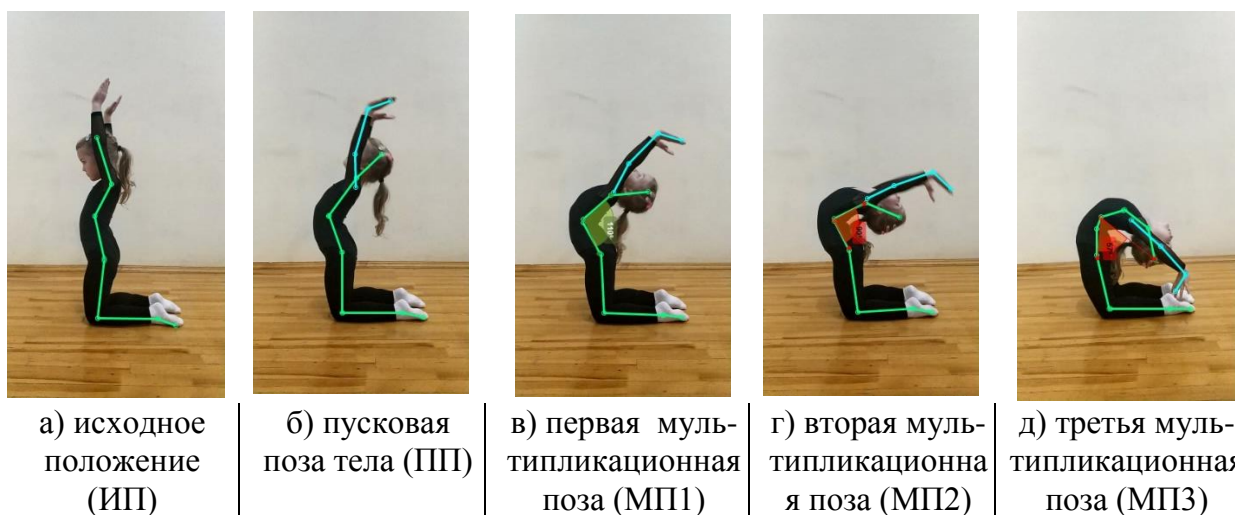 а) исходное
положение
(ИП)
б) пусковая
поза тела (ПП)
в) первая муль-
типликационная
поза (МП1)
г) вторая муль-
типликационна
я поза (МП2)
д) третья муль-
типликационная
поза (МП3)
110°